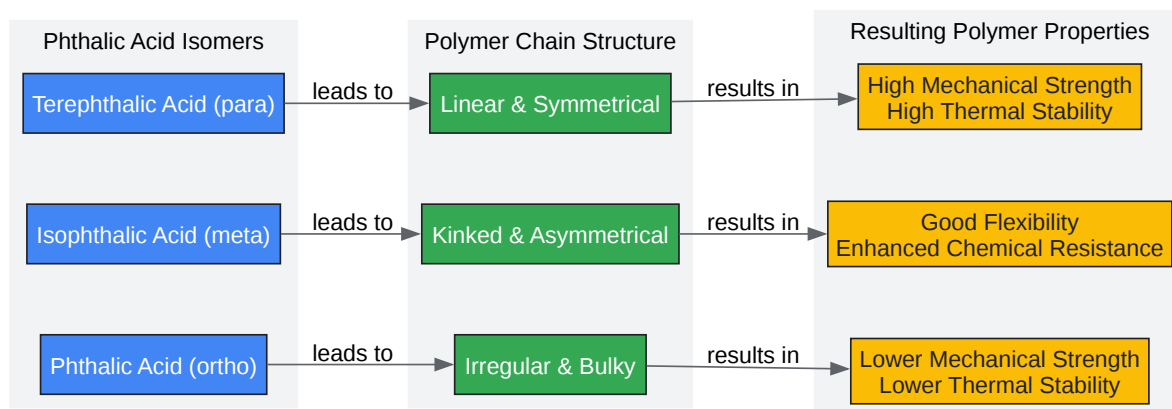 Phthalic Acid Isomers
Polymer Chain Structure
Resulting Polymer Properties
Terephthalic Acid (para)
leads to
Linear & Symmetrical
results in
High Mechanical Strength
High Thermal Stability
Isophthalic Acid (meta)
leads to
Kinked & Asymmetrical
results in
Good Flexibility
Enhanced Chemical Resistance
Phthalic Acid (ortho)
leads to
Irregular & Bulky
results in
Lower Mechanical Strength
Lower Thermal Stability